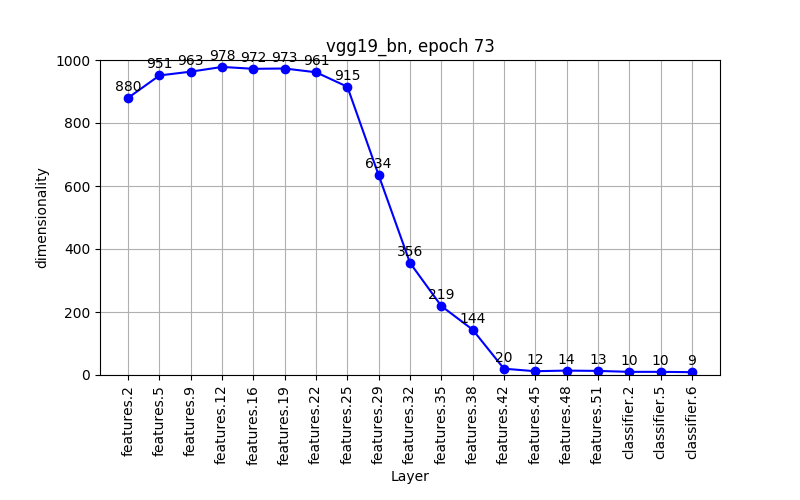 vgg19_bn, epoch 73
1000
800
600
400
200
0
dimensionality
880
951
963
978
972
973
961
915
634
356
219
144
20
12
14
13
10
10
9
features.2
features.5
features.9
features.12
features.16
features.19
features.22
features.25
features.29
features.32
features.35
features.38
features.42
features.45
features.48
features.51
classifier.2
classifier.5
classifier.6
Layer